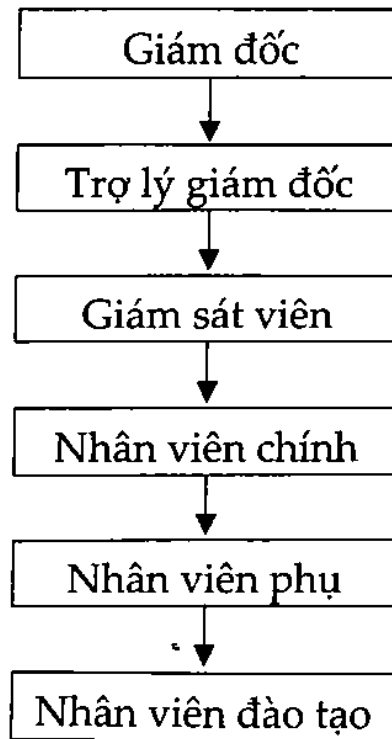 Giám đốc
Trợ lý giám đốc
Giám sát viên
Nhân viên chính
Nhân viên phụ
Nhân viên đào tạo